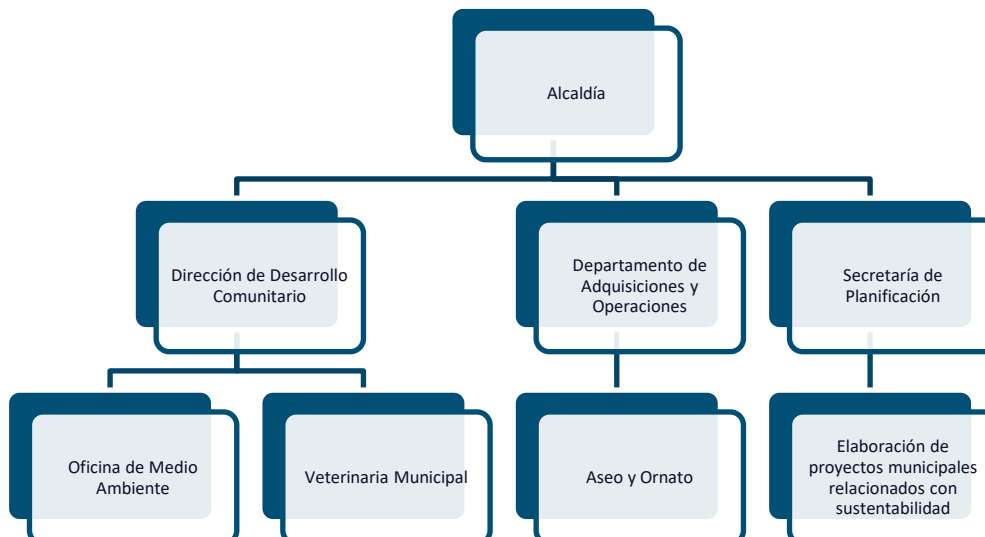 Alcaldía
Dirección de Desarrollo
Comunitario
Departamento de
Adquisiciones y
Operaciones
Secretaría de
Planificación
Oficina de Medio
Ambiente
Veterinaria Municipal
Aseo y Ornato
Elaboración de
proyectos municipales
relacionados con
sustentabilidad